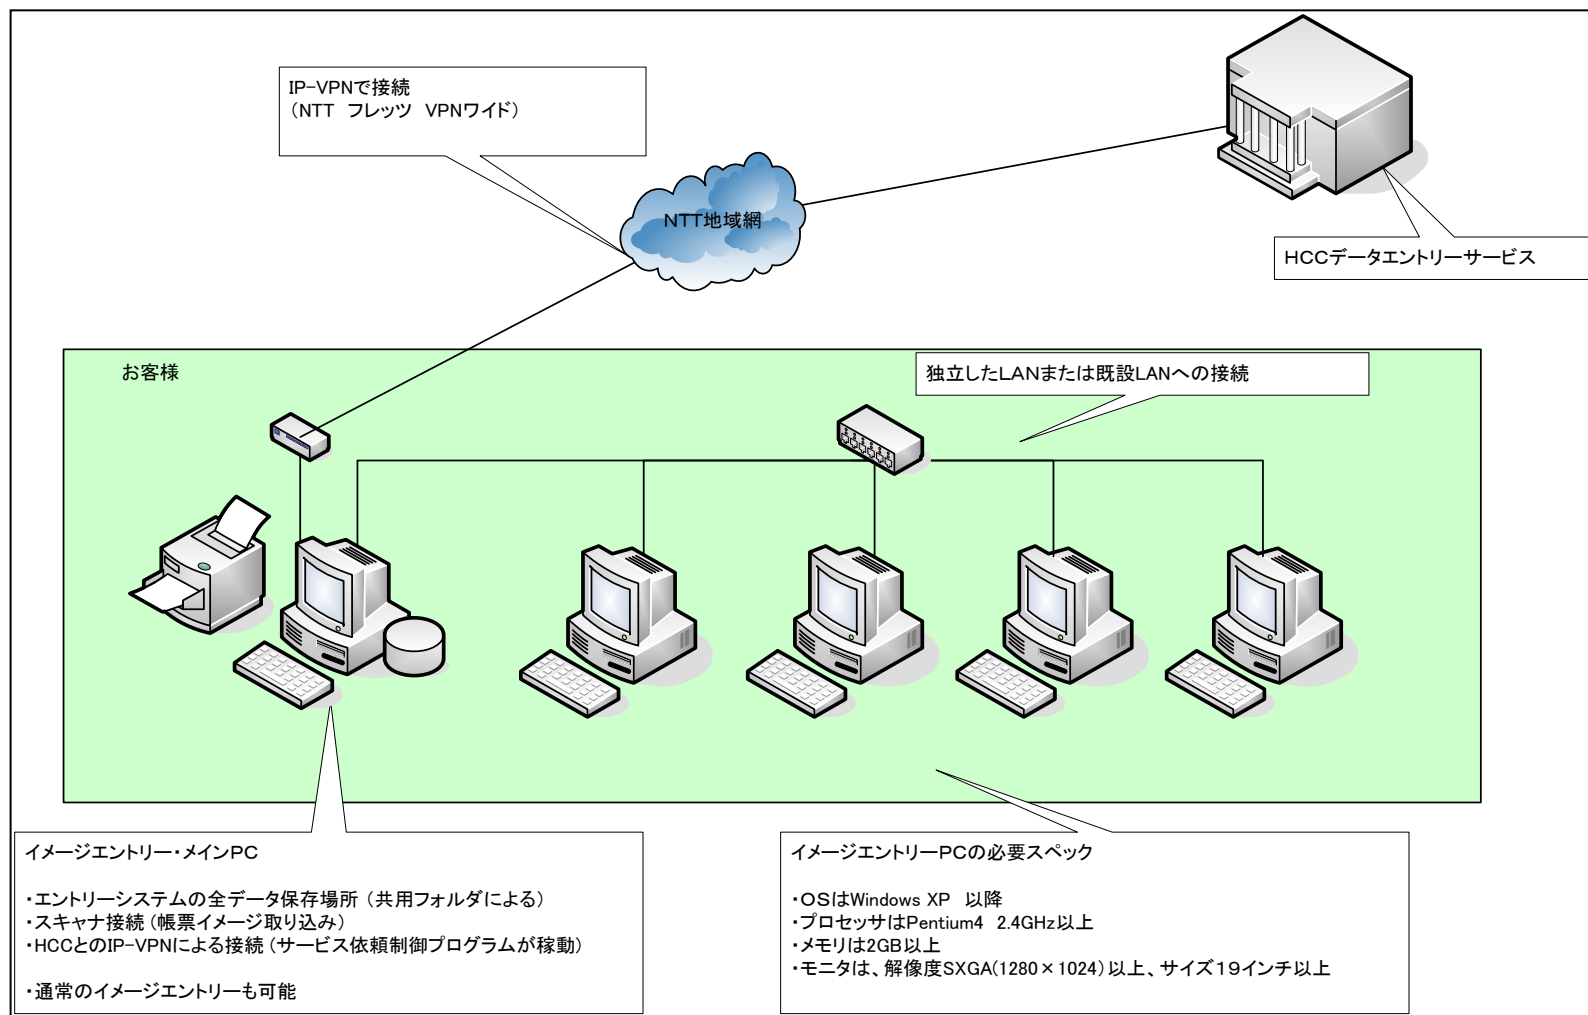 IP-VPNで接続
（NTT　フレッツ　VPNワイド）
NTT地域網
HCCデータエントリーサービス
お客様
独立したLANまたは既設LANへの接続
イメージエントリー・メインPC
・エントリーシステムの全データ保存場所（共用フォルダによる）
・スキャナ接続（帳票イメージ取り込み）
・HCCとのIP-VPNによる接続（サービス依頼制御プログラムが稼動）
・通常のイメージエントリーも可能
イメージエントリーPCの必要スペック
・OSはWindows XP　以降
・プロセッサはPentium4　2.4GHz以上
・メモリは2GB以上
・モニタは、解像度SXGA(1280×1024)以上、サイズ１９インチ以上